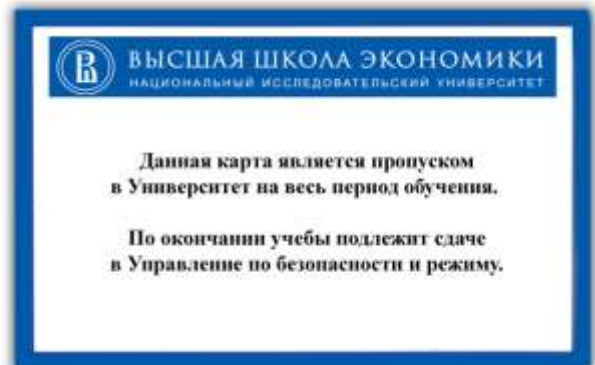 ВЫСШАЯ ШКОЛА ЭКОНОМИКИ
НАЦИОНАЛЬНЫЙ ИССЛЕДОВАТЕЛЬСКИЙ УНИВЕРСИТЕТ
Данная карта является пропуском
в Университет на весь период обучения.
По окончании учебы подлежит сдаче
в Управление по безопасности и режиму.